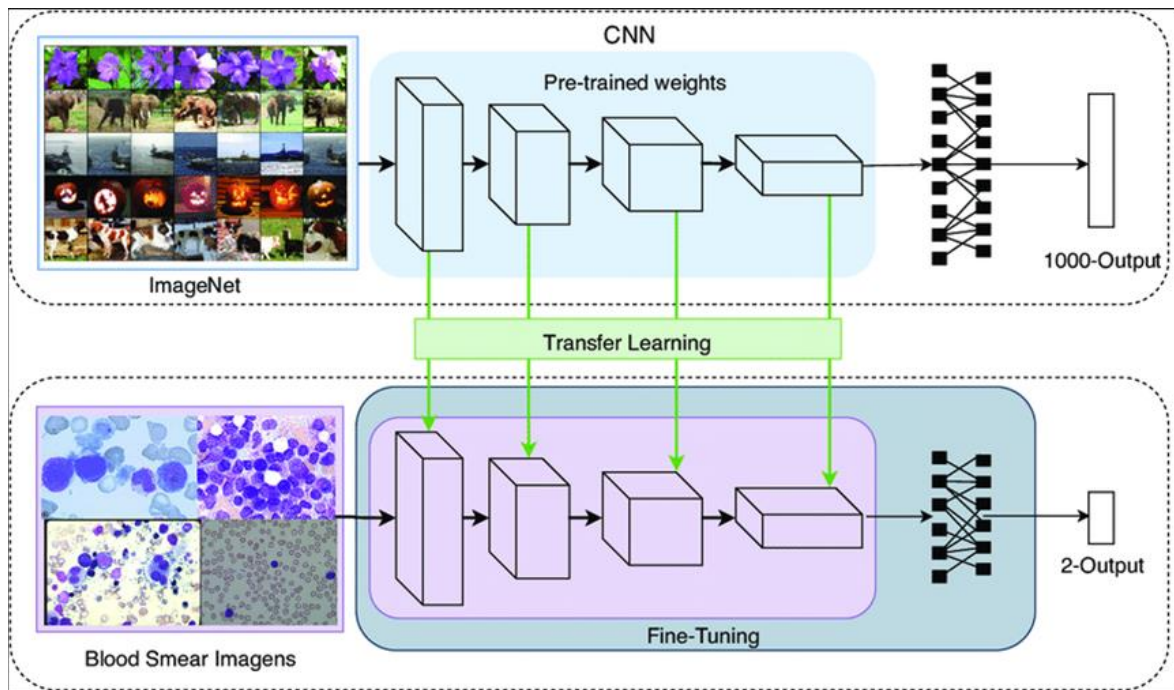 CNN
Pre-trained weights
ImageNet
1000-Output
Transfer Learning
2-Output
Fine-Tuning
Blood Smear Imagens